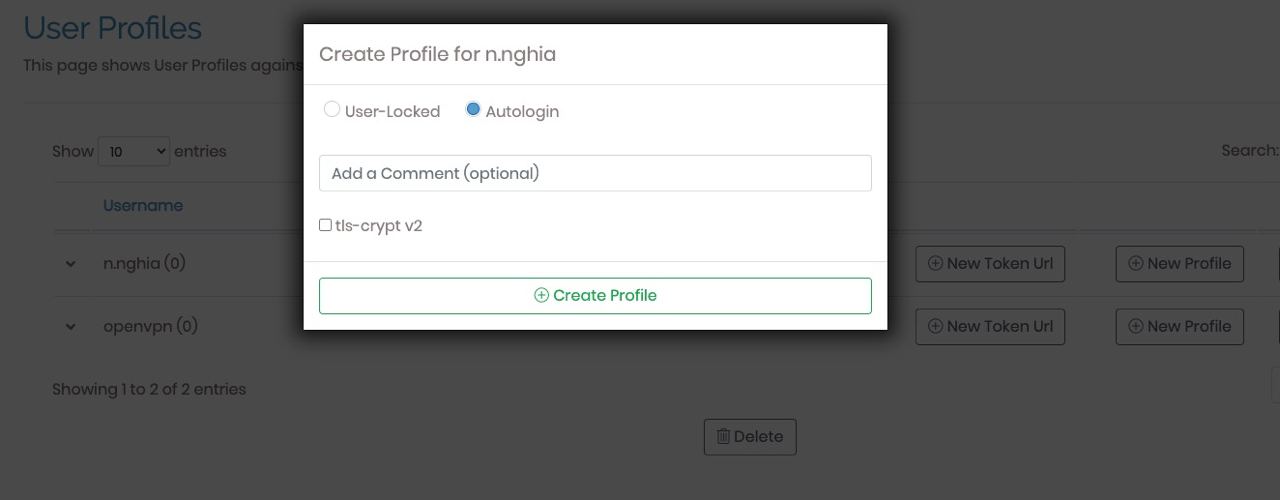 User Profiles
Create Profile for n.nghia
This page shows User Profiles agains
User-Locked Autologin
Show 10 entries
Search:
Add a Comment (optional)
Username
tls-crypt v2
n.nghia (0) New Token Url New Profile
Create Profile
openvpn (0) New Token Url New Profile
Showing 1 to 2 of 2 entries
Delete